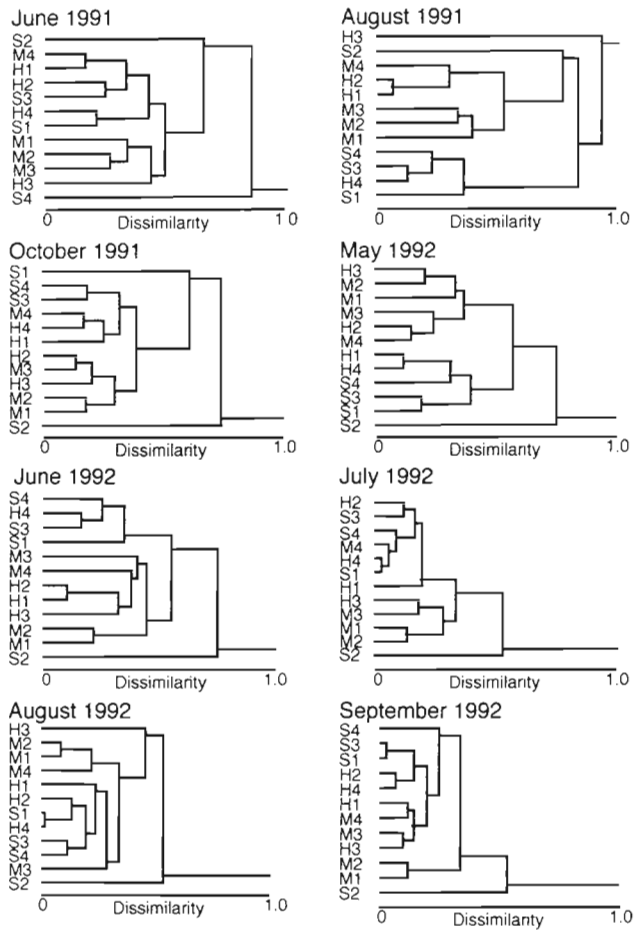 June 1991
S2
M4
H1
H2
S3
H4
S1
M1
M2
M3
H3
S4
0 Dissimilarity 1.0
August 1991
H3
S2
M4
H2
H1
M3
M2
M1
S4
S3
H4
S1
0 Dissimilarity 1.0
October 1991
S1
S4
S3
M4
H4
H1
H2
M3
H3
M2
M1
S2
0 Dissimilarity 1.0
May 1992
H3
M2
M1
M3
H2
M4
H1
H4
S4
S3
S1
S2
0 Dissimilarity 1.0
June 1992
S4
H4
S3
S1
M3
M4
H2
H1
H3
M2
M1
S2
0 Dissimilarity 1.0
July 1992
H2
S3
S4
M4
H4
S1
H1
H3
M3
M1
M2
S2
0 Dissimilarity 1.0
August 1992
H3
M2
M1
M4
H1
H2
S1
H4
S3
S4
M3
S2
0 Dissimilarity 1.0
September 1992
S4
S3
S1
H2
H4
H1
M4
M3
H3
M2
M1
S2
0 Dissimilarity 1.0